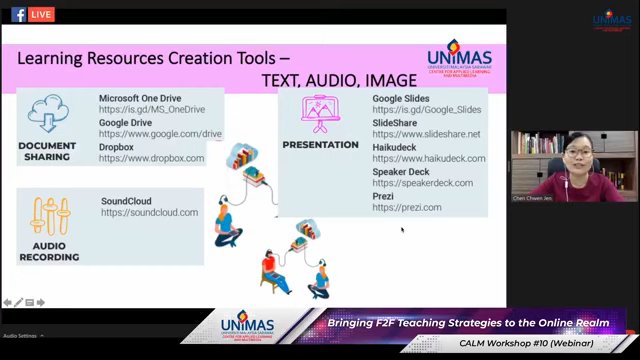 LIVE
UNIMAS
Learning Resources Creation Tools –
TEXT, AUDIO, IMAGE
UNIMAS
UNIVERSITI MALAYSIA SARAWAK
CENTRE FOR APPLIED LEARNING
AND MULTIMEDIA
DOCUMENT
SHARING
Microsoft One Drive
https://is.gd/MS_OneDrive
Google Drive
https://www.google.com/drive
Dropbox
https://www.dropbox.com
PRESENTATION
Google Slides
https://is.gd/Google_Slides
SlideShare
https://www.slideshare.net
Haikudeck
https://www.haikudeck.com
Speaker Deck
https://speakerdeck.com
Prezi
https://prezi.com
AUDIO
RECORDING
SoundCloud
https://soundcloud.com
Chen Chwen Jen
Audio Settings
UNIMAS
Bringing F2F Teaching Strategies to the Online Realm
CALM Workshop #10 (Webinar)